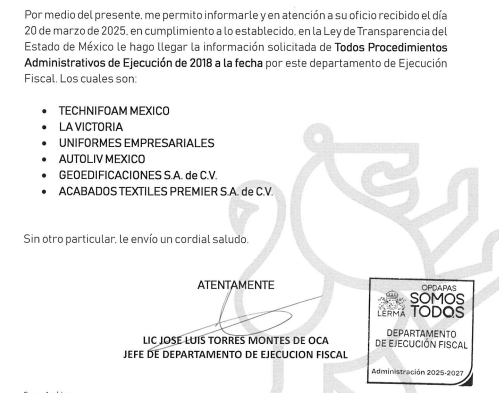 Por medio del presente, me permito informarle y en atención a su oficio recibido el día
20 de marzo de 2025, en cumplimiento a lo establecido, en la Ley de Transparencia del
Estado de México le hago llegar la información solicitada de Todos Procedimientos
Administrativos de Ejecución de 2018 a la fecha por este departamento de Ejecución
Fiscal. Los cuales son:
• TECHNIFOAM MEXICO
• LA VICTORIA
• UNIFORMES EMPRESARIALES
• AUTOLIV MEXICO
• GEOEDIFICACIONES S.A. de C.V.
• ACABADOS TEXTILES PREMIER S.A. de C.V.
Sin otro particular, le envío un cordial saludo.
ATENTAMENTE
LIC JOSE LUIS TORRES MONTES DE OCA
JEFE DE DEPARTAMENTO DE EJECUCION FISCAL
OPDAPAS
LERMA
SOMOS
TODOS
DEPARTAMENTO
DE EJECUCIÓN FISCAL
Administración 2025-2027